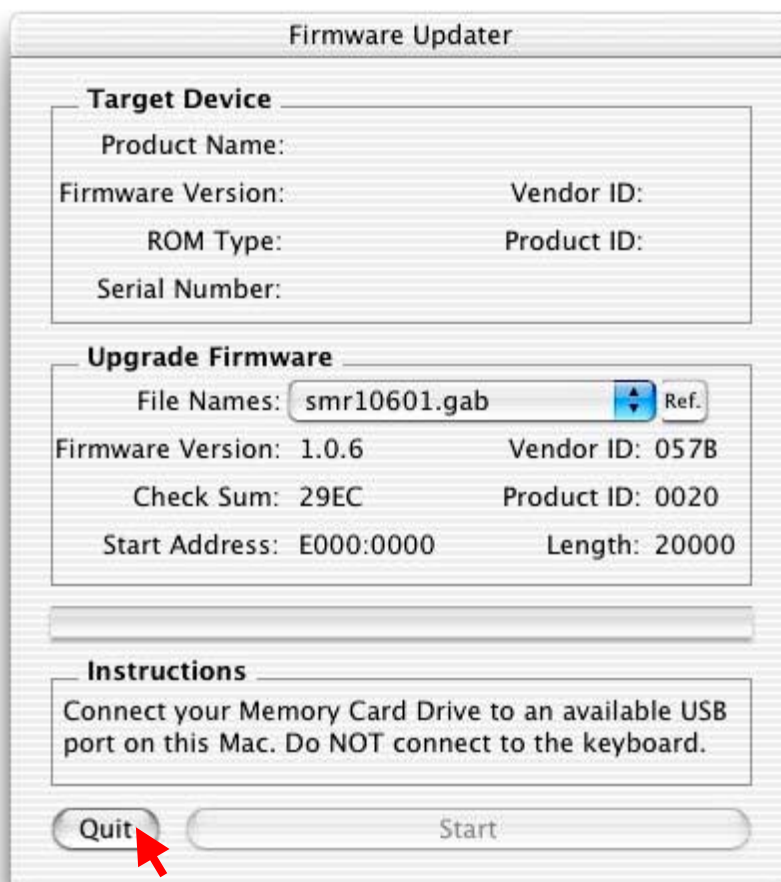 Firmware Updater
Target Device
Product Name:
Firmware Version: Vendor ID:
ROM Type: Product ID:
Serial Number:
Upgrade Firmware
File Names: smr10601.gab Ref.
Firmware Version: 1.0.6 Vendor ID: 057B
Check Sum: 29EC Product ID: 0020
Start Address: E000:0000 Length: 20000
Instructions
Connect your Memory Card Drive to an available USB
port on this Mac. Do NOT connect to the keyboard.
Quit Start